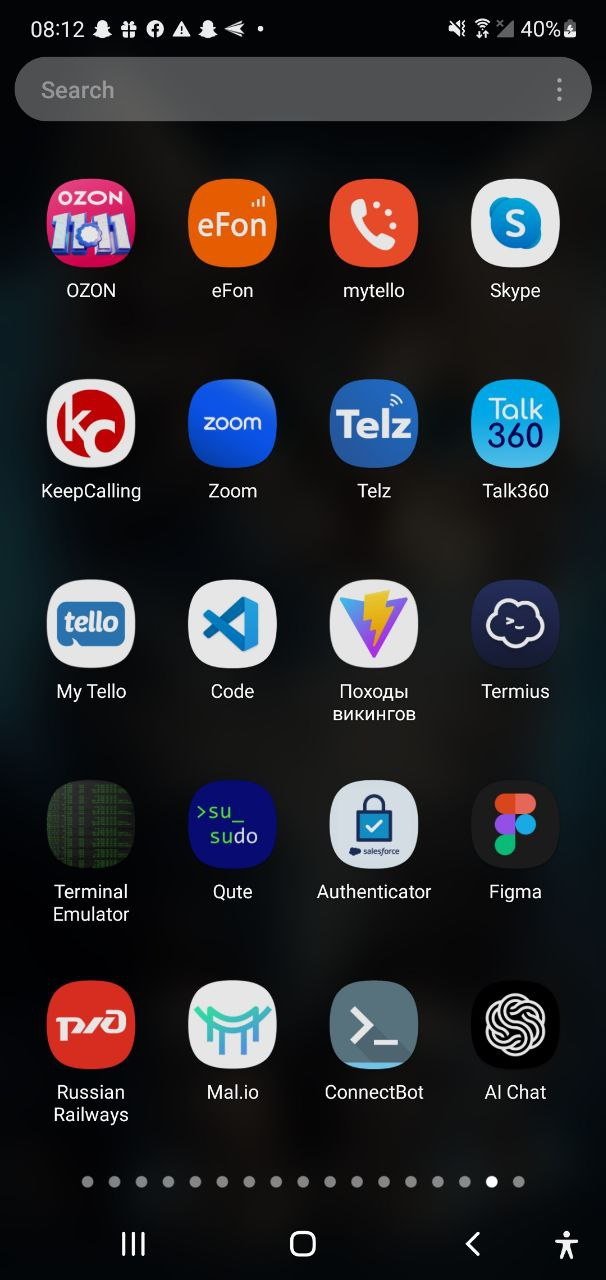 08:12 40%
Search
OZON
11.11
eFon
S
OZON eFon mytello Skype
kc
zoom
Telz
Talk
360
KeepCalling Zoom Telz Talk360
tello
>-
My Tello Code Походы
викингов Termius
>su_
sudo
salesforce
Terminal
Emulator Qute Authenticator Figma
ржд
>_
Russian
Railways Mal.io ConnectBot AI Chat